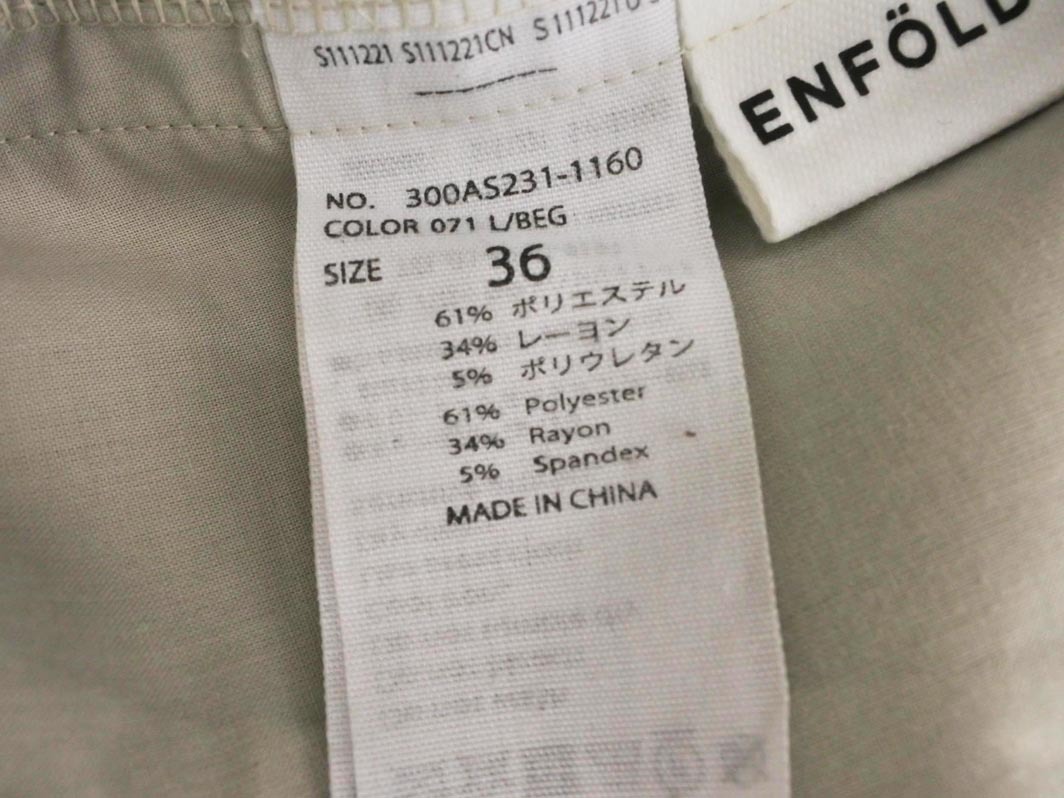 S111221 S111221CN
ENFÖLD
NO. 300AS231-1160
COLOR 071 L/BEG
SIZE 36
61% ポリエステル
34% レーヨン
5% ポリウレタン
61% Polyester
34% Rayon
5% Spandex
MADE IN CHINA